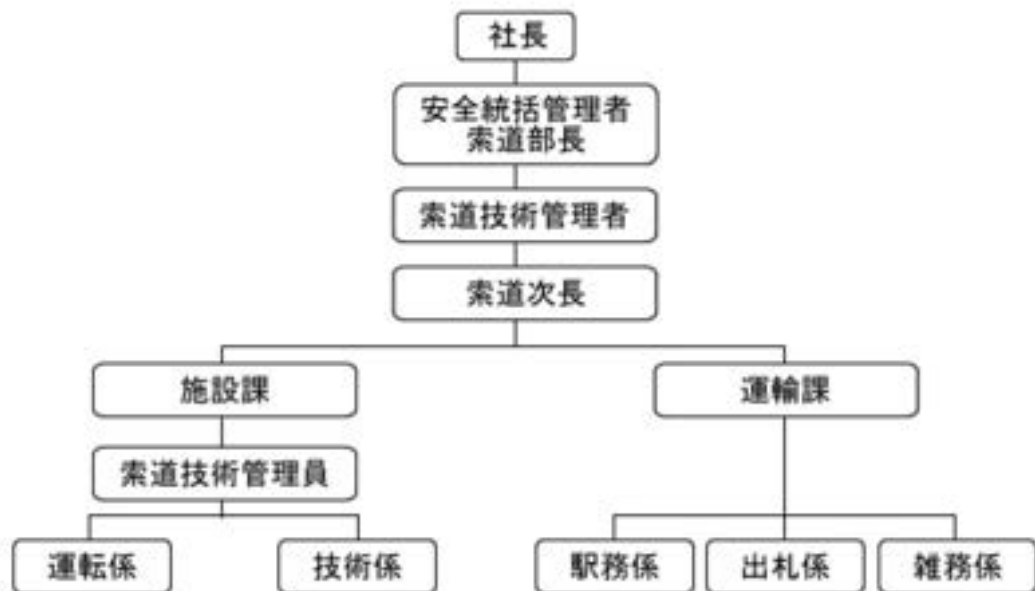 社長
安全統括管理者
索道部長
索道技術管理者
索道次長
施設課
運輸課
索道技術管理員
運転係
技術係
駅務係
出札係
雑務係